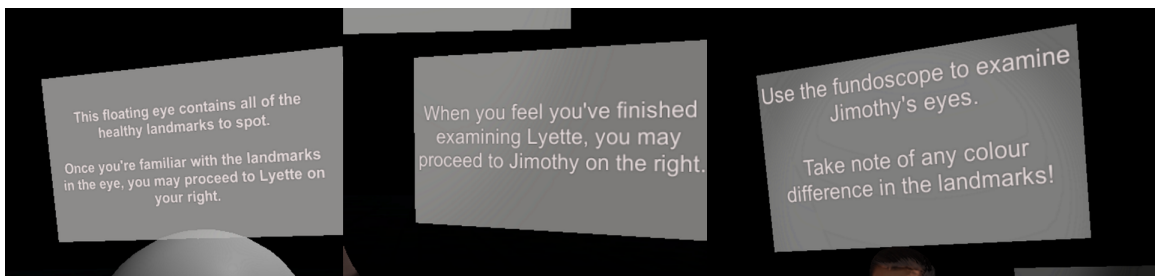 This floating eye contains all of the
healthy landmarks to spot.
Once you're familiar with the landmarks
in the eye, you may proceed to Lyette on
your right.
When you feel you've finished
examining Lyette, you may
proceed to Jimothy on the right.
Use the fundoscope to examine
Jimothy's eyes.
Take note of any colour
difference in the landmarks!